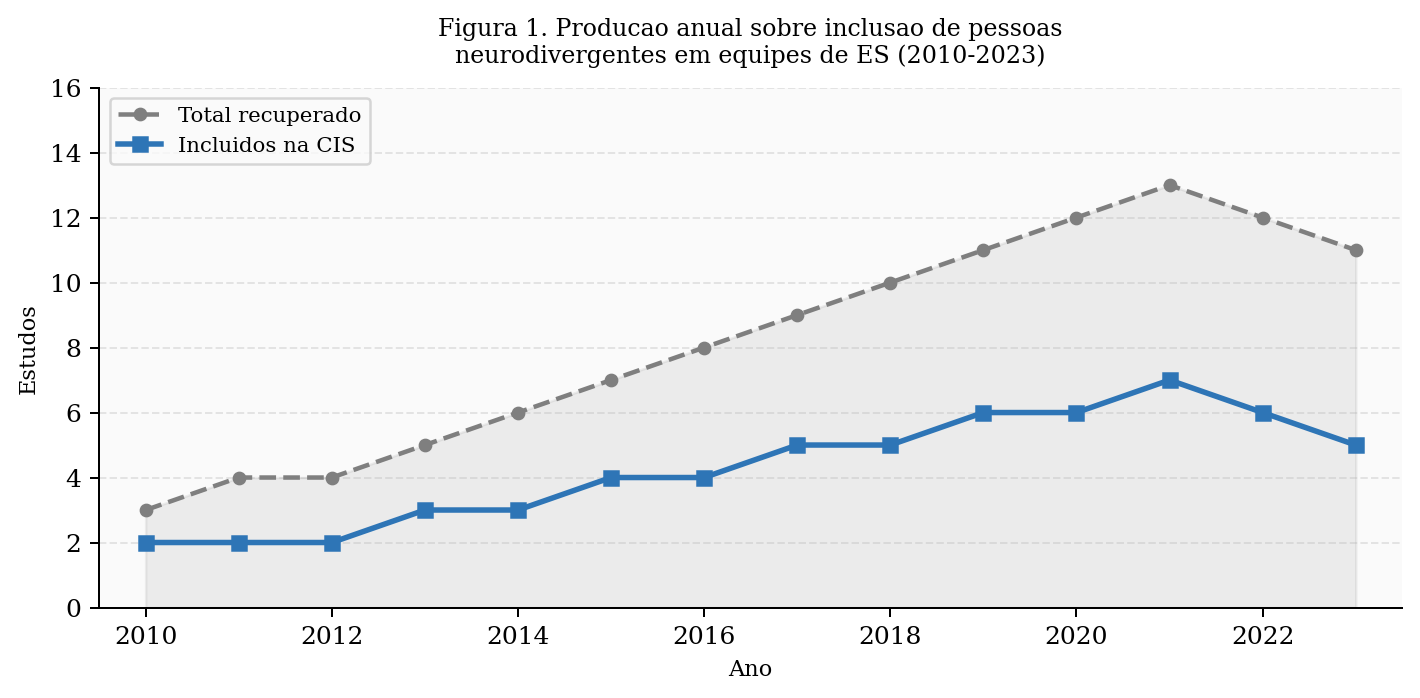 Figura 1. Producao anual sobre inclusao de pessoas
neurodivergentes em equipes de ES (2010-2023)
16
14
12
10
8
6
4
2
0
Total recuperado
Incluidos na CIS
Estudos
2010 2012 2014 2016 2018 2020 2022
Ano